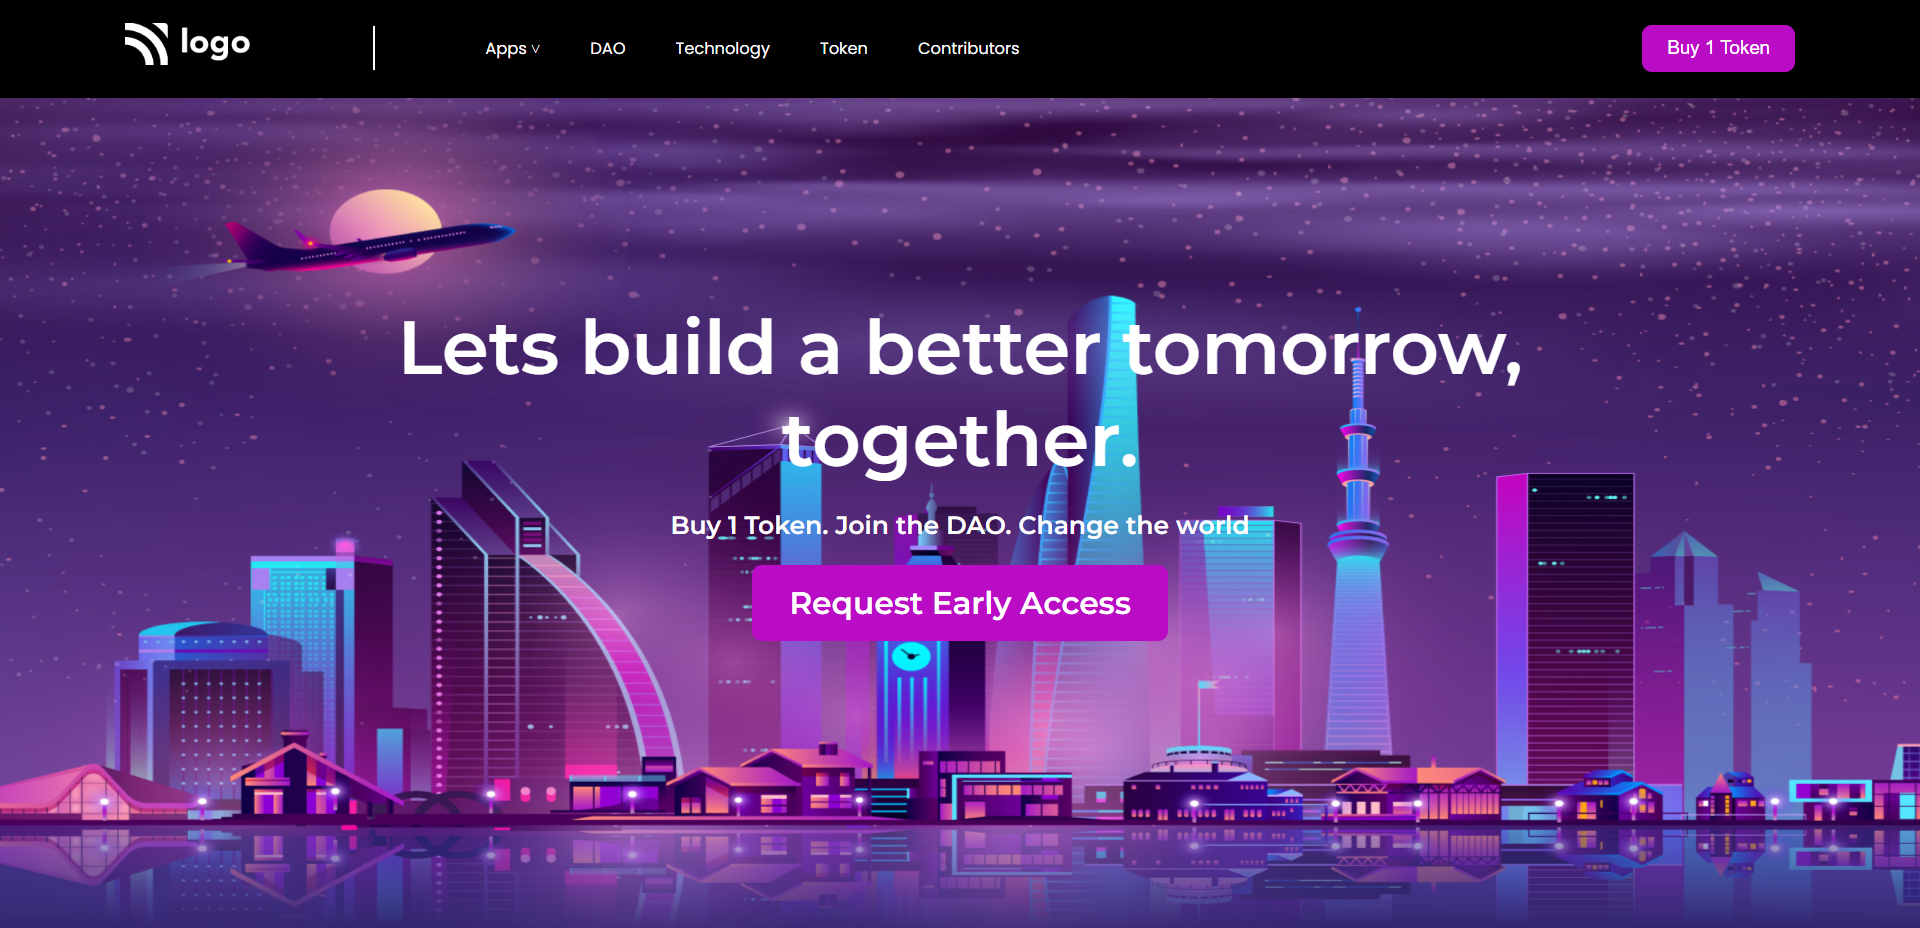 logo
Apps v
DAO
Technology
Token
Contributors
Buy 1 Token
Lets build a better tomorrow,
together.
Buy 1 Token. Join the DAO. Change the world
Request Early Access